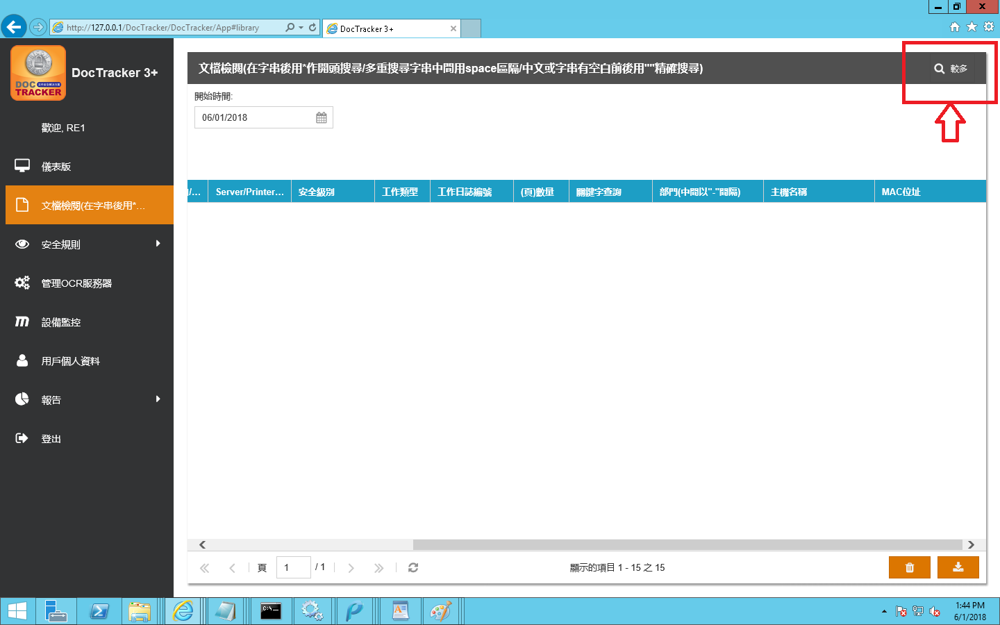 http://127.0.0.1/DocTracker/DocTracker/App#library
DocTracker 3+
DOC
TRACKER
DocTracker 3+
歡迎, RE1
儀表版
文檔檢閱(在字串後用*...
安全規則
管理OCR服務器
設備監控
用戶個人資料
報告
登出
文檔檢閱(在字串後用*作開頭搜尋/多重搜尋字串中間用space區隔/中文或字串有空白前後用""精確搜尋)
較多
開始時間:
06/01/2018
Server/Printer... 安全級別 工作類型 工作日誌編號 (頁)數量 關鍵字查詢 部門(中間以"-"間隔) 主機名稱 MAC位址
頁 1 / 1
顯示的項目 1 - 15 之 15
C:\_
1:44 PM
6/1/2018